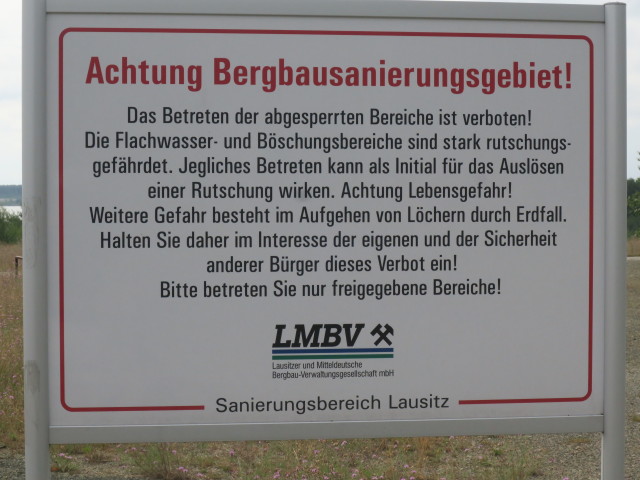 Achtung Bergbausanierungsgebiet!
Das Betreten der abgesperrten Bereiche ist verboten!
Die Flachwasser- und Böschungsbereiche sind stark rutschungs-
gefährdet. Jegliches Betreten kann als Initial für das Auslösen
einer Rutschung wirken. Achtung Lebensgefahr!
Weitere Gefahr besteht im Aufgehen von Löchern durch Erdfall.
Halten Sie daher im Interesse der eigenen und der Sicherheit
anderer Bürger dieses Verbot ein!
Bitte betreten Sie nur freigegebene Bereiche!
LMBV
Lausitzer und Mitteldeutsche
Bergbau-Verwaltungsgesellschaft mbH
Sanierungsbereich Lausitz